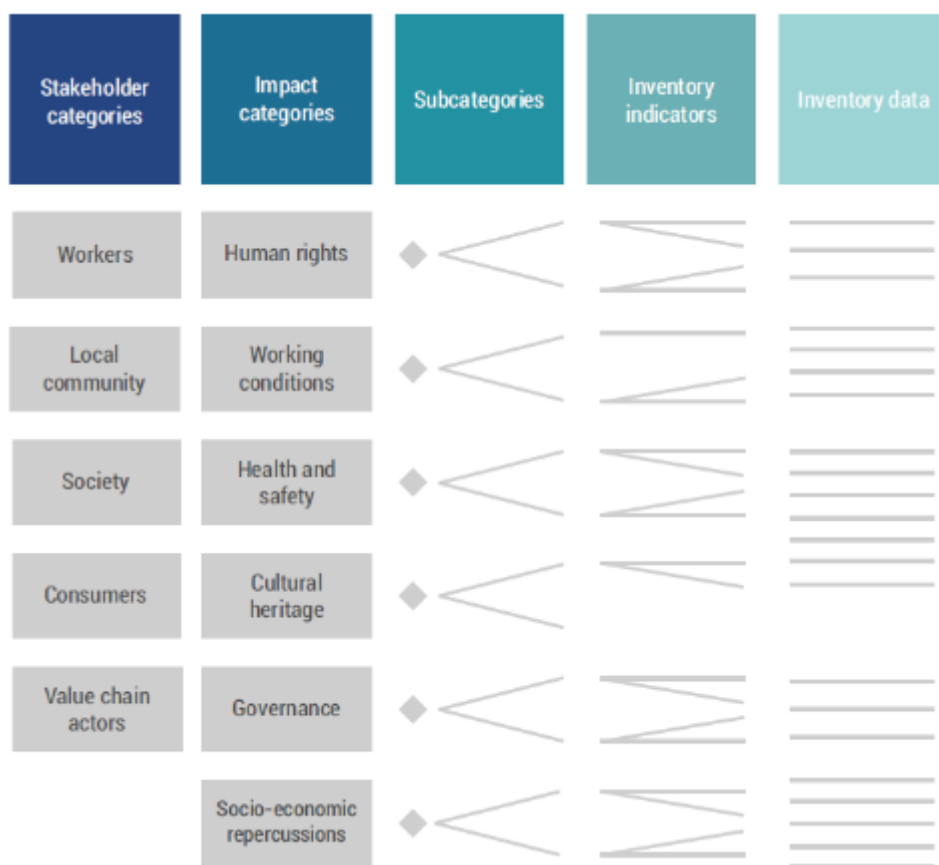 Stakeholder
categories
Impact
categories
Subcategories
Inventory
indicators
Inventory data
Workers
Human rights
Local
community
Working
conditions
Society
Health and
safety
Consumers
Cultural
heritage
Value chain
actors
Governance
Socio-economic
repercussions